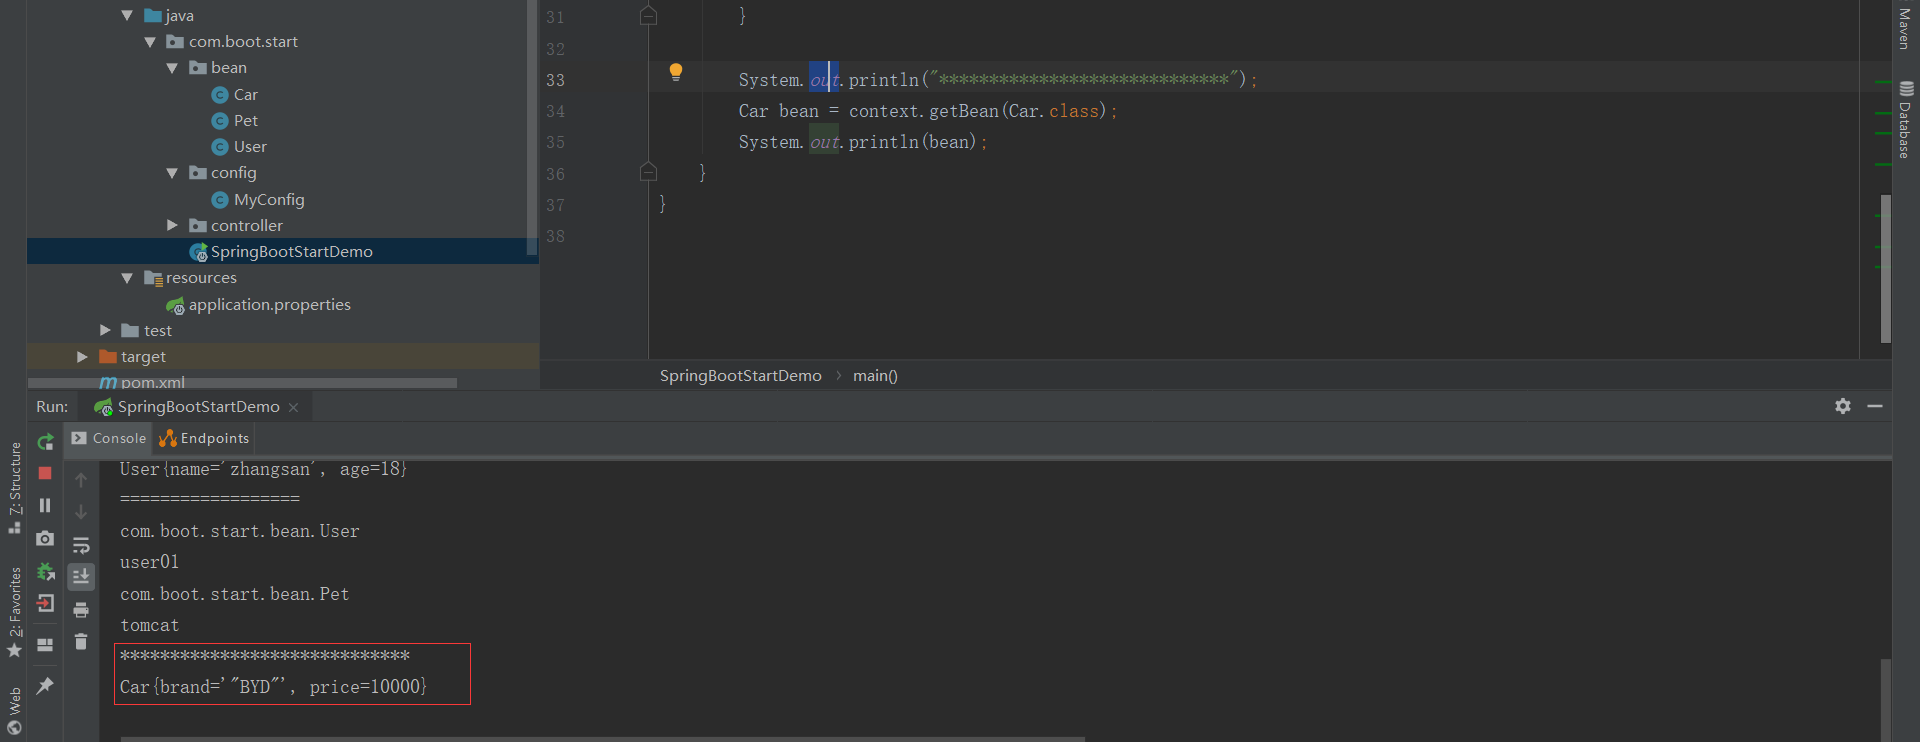 java
com.boot.start
bean
Car
Pet
User
config
MyConfig
controller
SpringBootStartDemo
resources
application.properties
test
target
pom.xml
31 }
32
33 System.out.println("*****************************");
34 Car bean = context.getBean(Car.class);
35 System.out.println(bean);
36 }
37 }
38
SpringBootStartDemo > main()
Maven
Database
Run: SpringBootStartDemo ×
Console Endpoints
User{name='zhangsan', age=18}
==================
com.boot.start.bean.User
user01
com.boot.start.bean.Pet
tomcat
*****************************
Car{brand='"BYD"', price=10000}
7: Structure
2: Favorites
Web